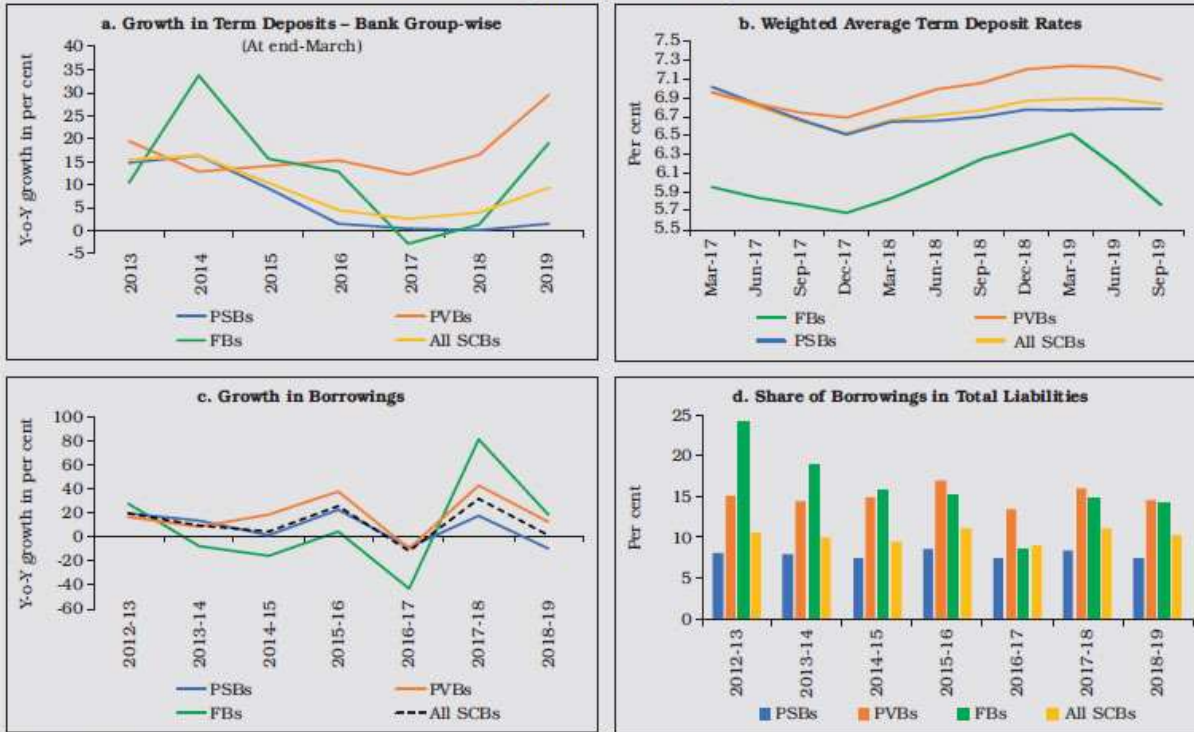 a. Growth in Term Deposits – Bank Group-wise
(At end-March)
Y-o-Y growth in per cent
40
35
30
25
20
15
10
5
0
-5
2013
2014
2015
2016
2017
2018
2019
PSBs
PVBs
FBs
All SCBs
b. Weighted Average Term Deposit Rates
Per cent
7.5
7.3
7.1
6.9
6.7
6.5
6.3
6.1
5.9
5.7
5.5
Mar-17
Jun-17
Sep-17
Dec-17
Mar-18
Jun-18
Sep-18
Dec-18
Mar-19
Jun-19
Sep-19
FBs
PVBs
PSBs
All SCBs
c. Growth in Borrowings
Y-o-Y growth in per cent
100
80
60
40
20
0
-20
-40
-60
2012-13
2013-14
2014-15
2015-16
2016-17
2017-18
2018-19
PSBs
PVBs
FBs
All SCBs
d. Share of Borrowings in Total Liabilities
Per cent
25
20
15
10
5
0
2012-13
2013-14
2014-15
2015-16
2016-17
2017-18
2018-19
PSBs
PVBs
FBs
All SCBs